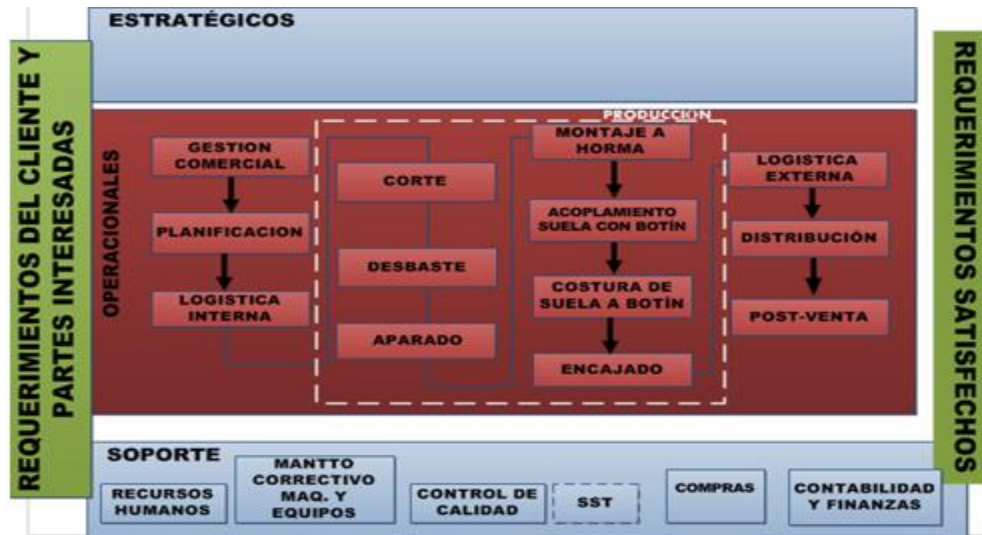 ESTRATÉGICOS
REQUERIMIENTOS DEL CLIENTE Y
PARTES INTERESADAS
OPERACIONALES
GESTION
COMERCIAL
PLANIFICACION
LOGISTICA
INTERNA
PRODUCCIÓN
CORTE
DESBASTE
APARADO
MONTAJE A
HORMA
ACOPLAMIENTO
SUELA CON BOTÍN
COSTURA DE
SUELA A BOTÍN
ENCAJADO
LOGISTICA
EXTERNA
DISTRIBUCIÓN
POST-VENTA
REQUERIMIENTOS SATISFECHOS
SOPORTE
RECURSOS
HUMANOS
MANTTO
CORRECTIVO
MAQ. Y
EQUIPOS
CONTROL DE
CALIDAD
SST
COMPRAS
CONTABILIDAD
Y FINANZAS